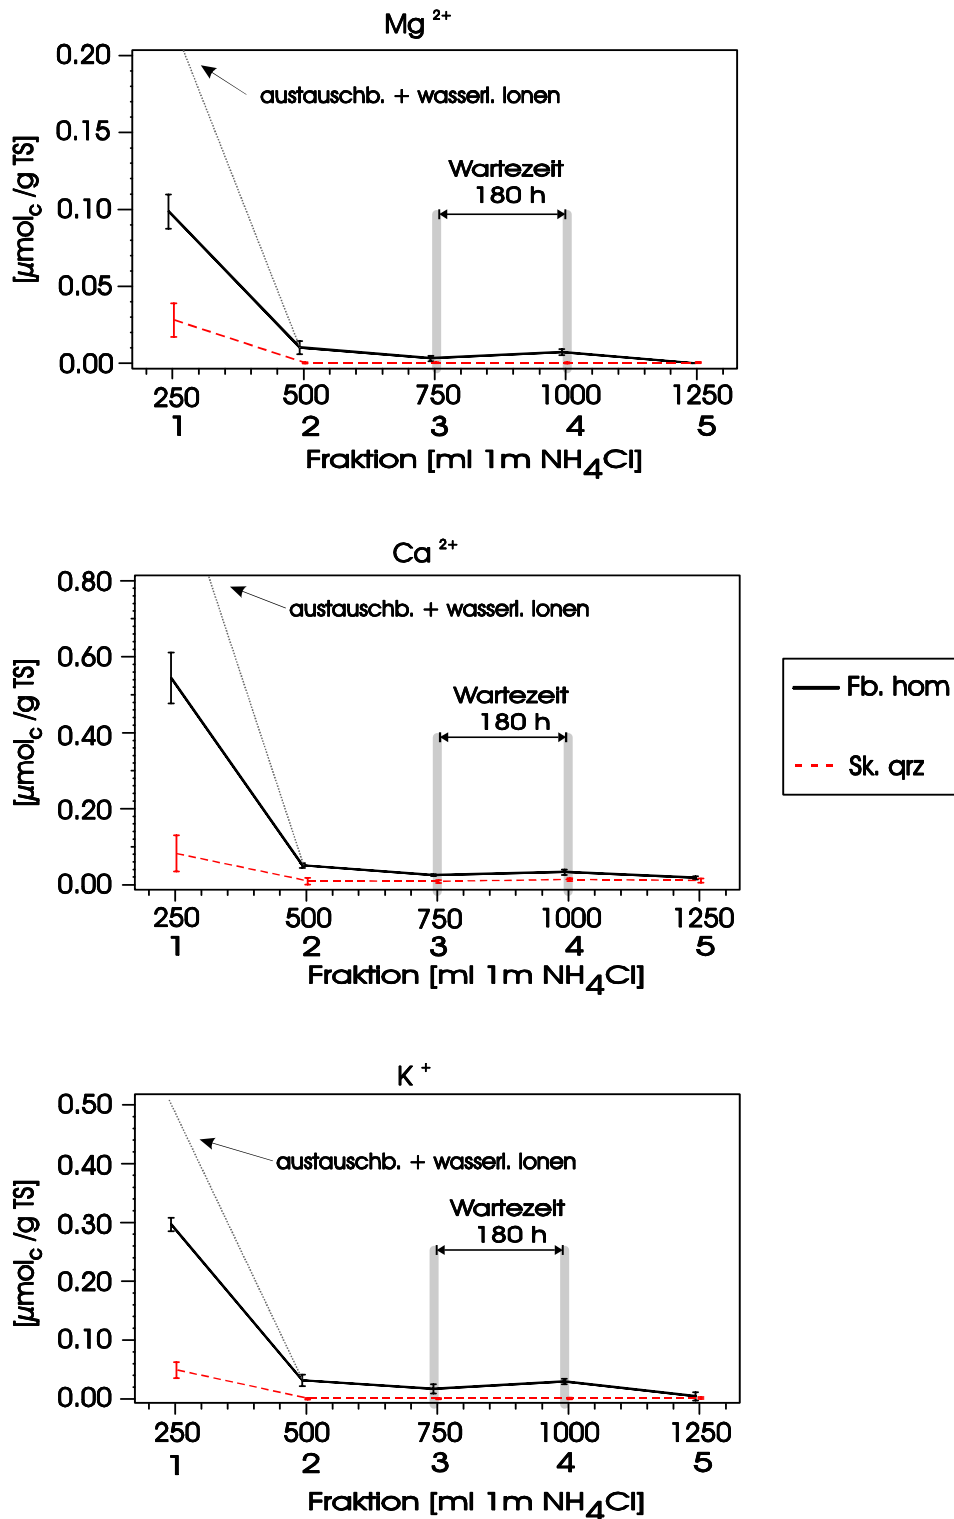 Mg 2+
0.20
austauschb. + wasserl. Ionen
0.15
Wartezeit
180 h
0.10
0.05
0.00
[µmolc /g TS]
250 500 750 1000 1250
1 2 3 4 5
Fraktion [ml 1m NH4Cl]
Ca 2+
0.80
austauschb. + wasserl. Ionen
0.60
Wartezeit
180 h
0.40
0.20
0.00
[µmolc /g TS]
250 500 750 1000 1250
1 2 3 4 5
Fraktion [ml 1m NH4Cl]
Fb. hom
Sk. qrz
K +
0.50
0.40
austauschb. + wasserl. Ionen
0.30
Wartezeit
180 h
0.20
0.10
0.00
[µmolc /g TS]
250 500 750 1000 1250
1 2 3 4 5
Fraktion [ml 1m NH4Cl]